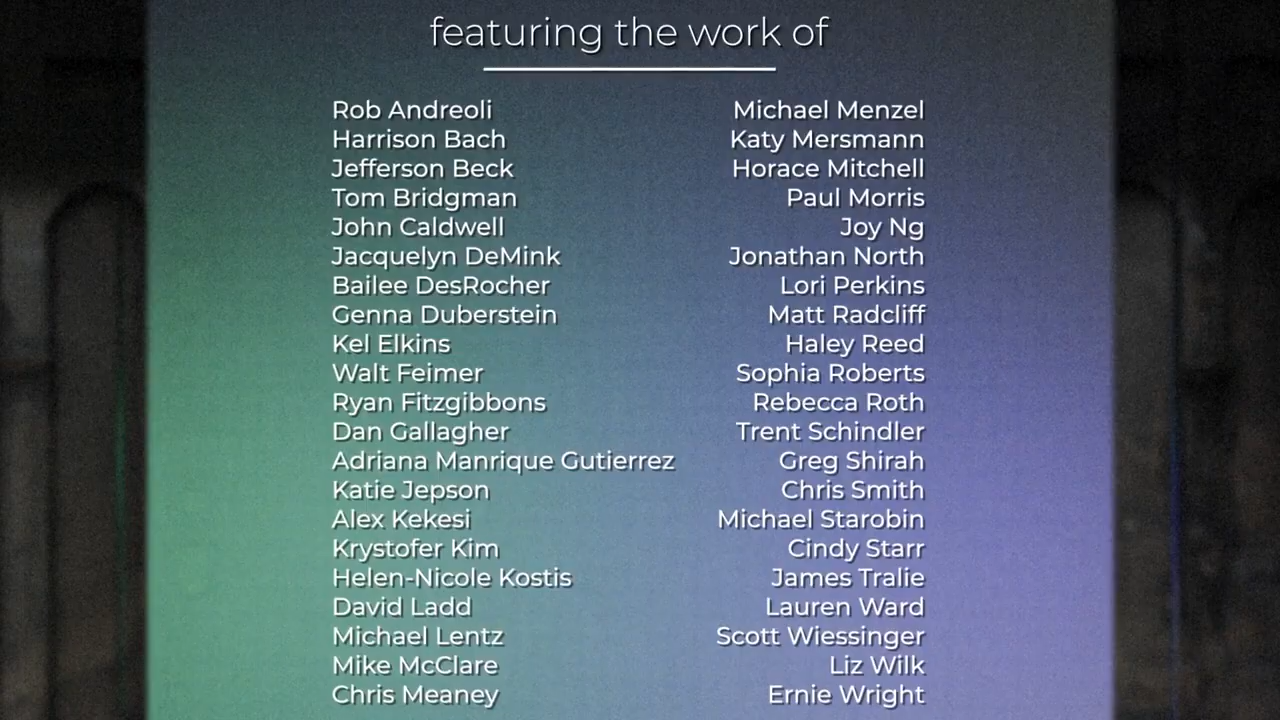 featuring the work of
Rob Andreoli
Harrison Bach
Jefferson Beck
Tom Bridgman
John Caldwell
Jacquelyn DeMink
Bailee DesRocher
Genna Duberstein
Kel Elkins
Walt Feimer
Ryan Fitzgibbons
Dan Gallagher
Adriana Manrique Gutierrez
Katie Jepson
Alex Kekesi
Krystofer Kim
Helen-Nicole Kostis
David Ladd
Michael Lentz
Mike McClare
Chris Meaney
Michael Menzel
Katy Mersmann
Horace Mitchell
Paul Morris
Joy Ng
Jonathan North
Lori Perkins
Matt Radcliff
Haley Reed
Sophia Roberts
Rebecca Roth
Trent Schindler
Greg Shirah
Chris Smith
Michael Starobin
Cindy Starr
James Tralie
Lauren Ward
Scott Wiessinger
Liz Wilk
Ernie Wright